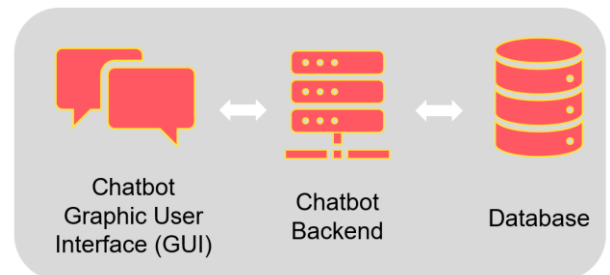 Chatbot
Graphic User
Interface (GUI)
Chatbot
Backend
Database